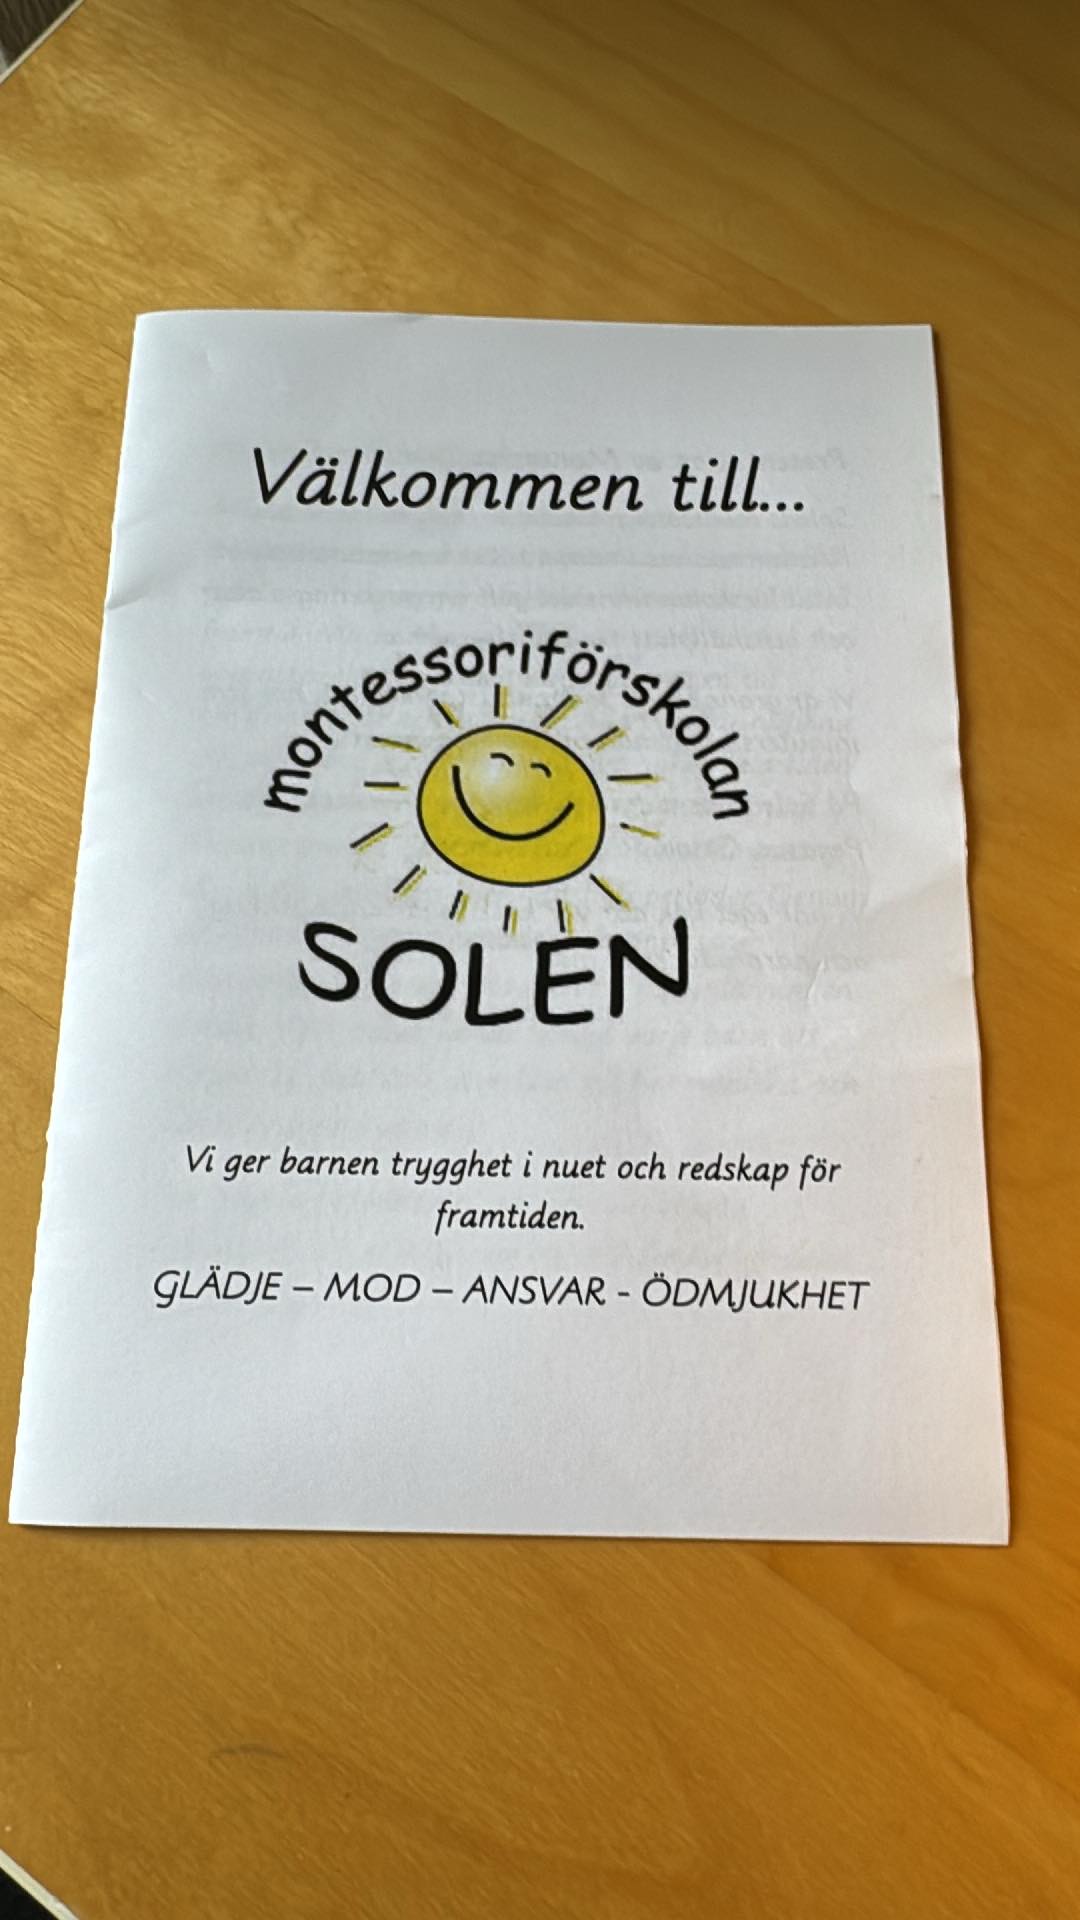 Välkommen till...
montessoriförskolan
SOLEN
Vi ger barnen trygghet i nuet och redskap för
framtiden.
GLÄDJE – MOD – ANSVAR - ÖDMJUKHET